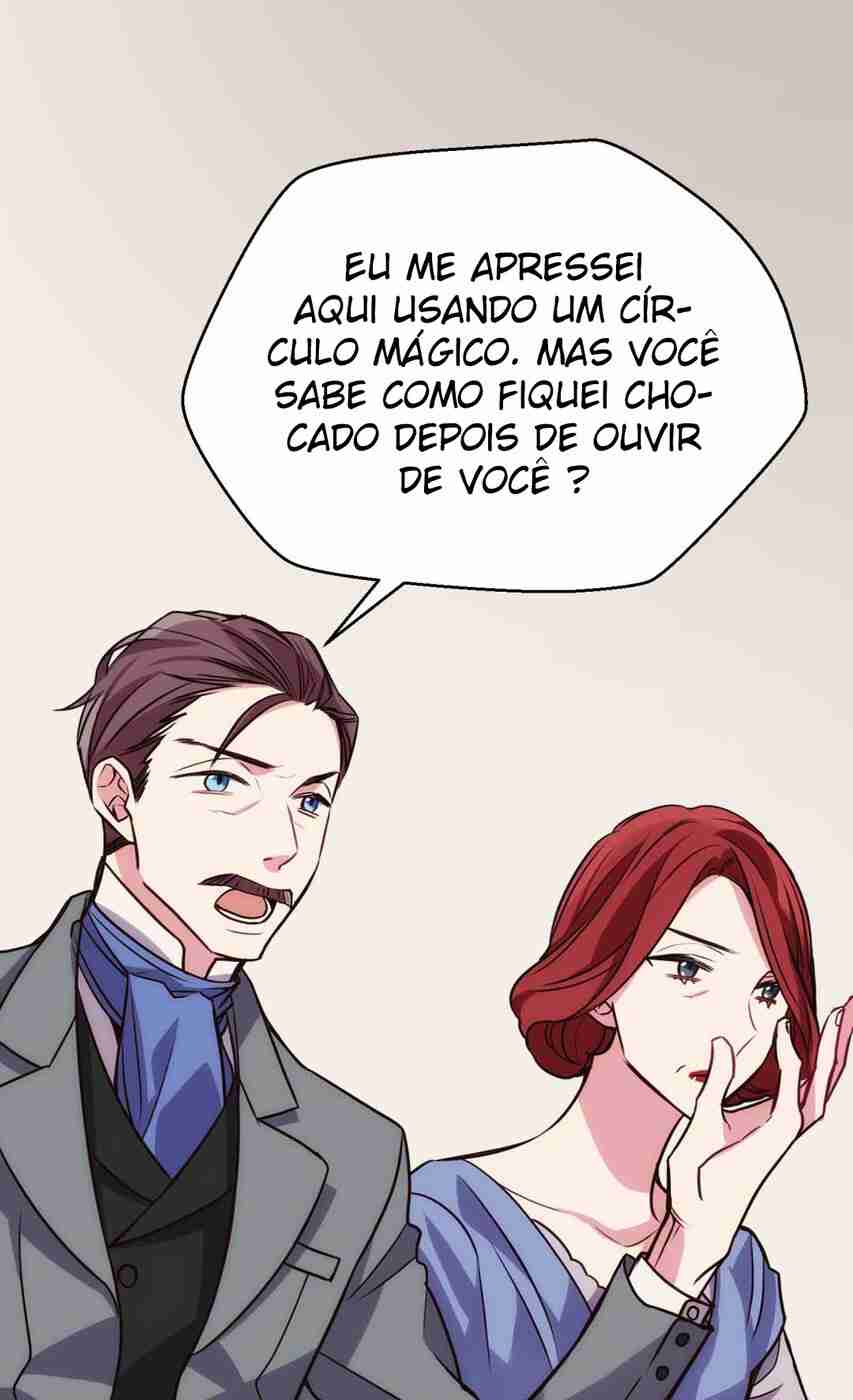 EU ME APRESSEI
AQUI USANDO UM CÍR-
CULO MÁGICO. MAS VOCÊ
SABE COMO FIQUEI CHO-
CADO DEPOIS DE OUVIR
DE VOCÊ ?